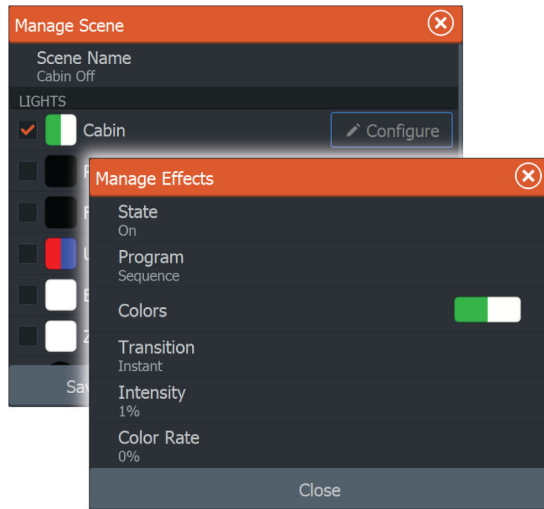 Manage Scene
Scene Name
Cabin Off
LIGHTS
Cabin
Configure
Manage Effects
State
On
Program
Sequence
Colors
Transition
Instant
Intensity
1%
Color Rate
0%
Close